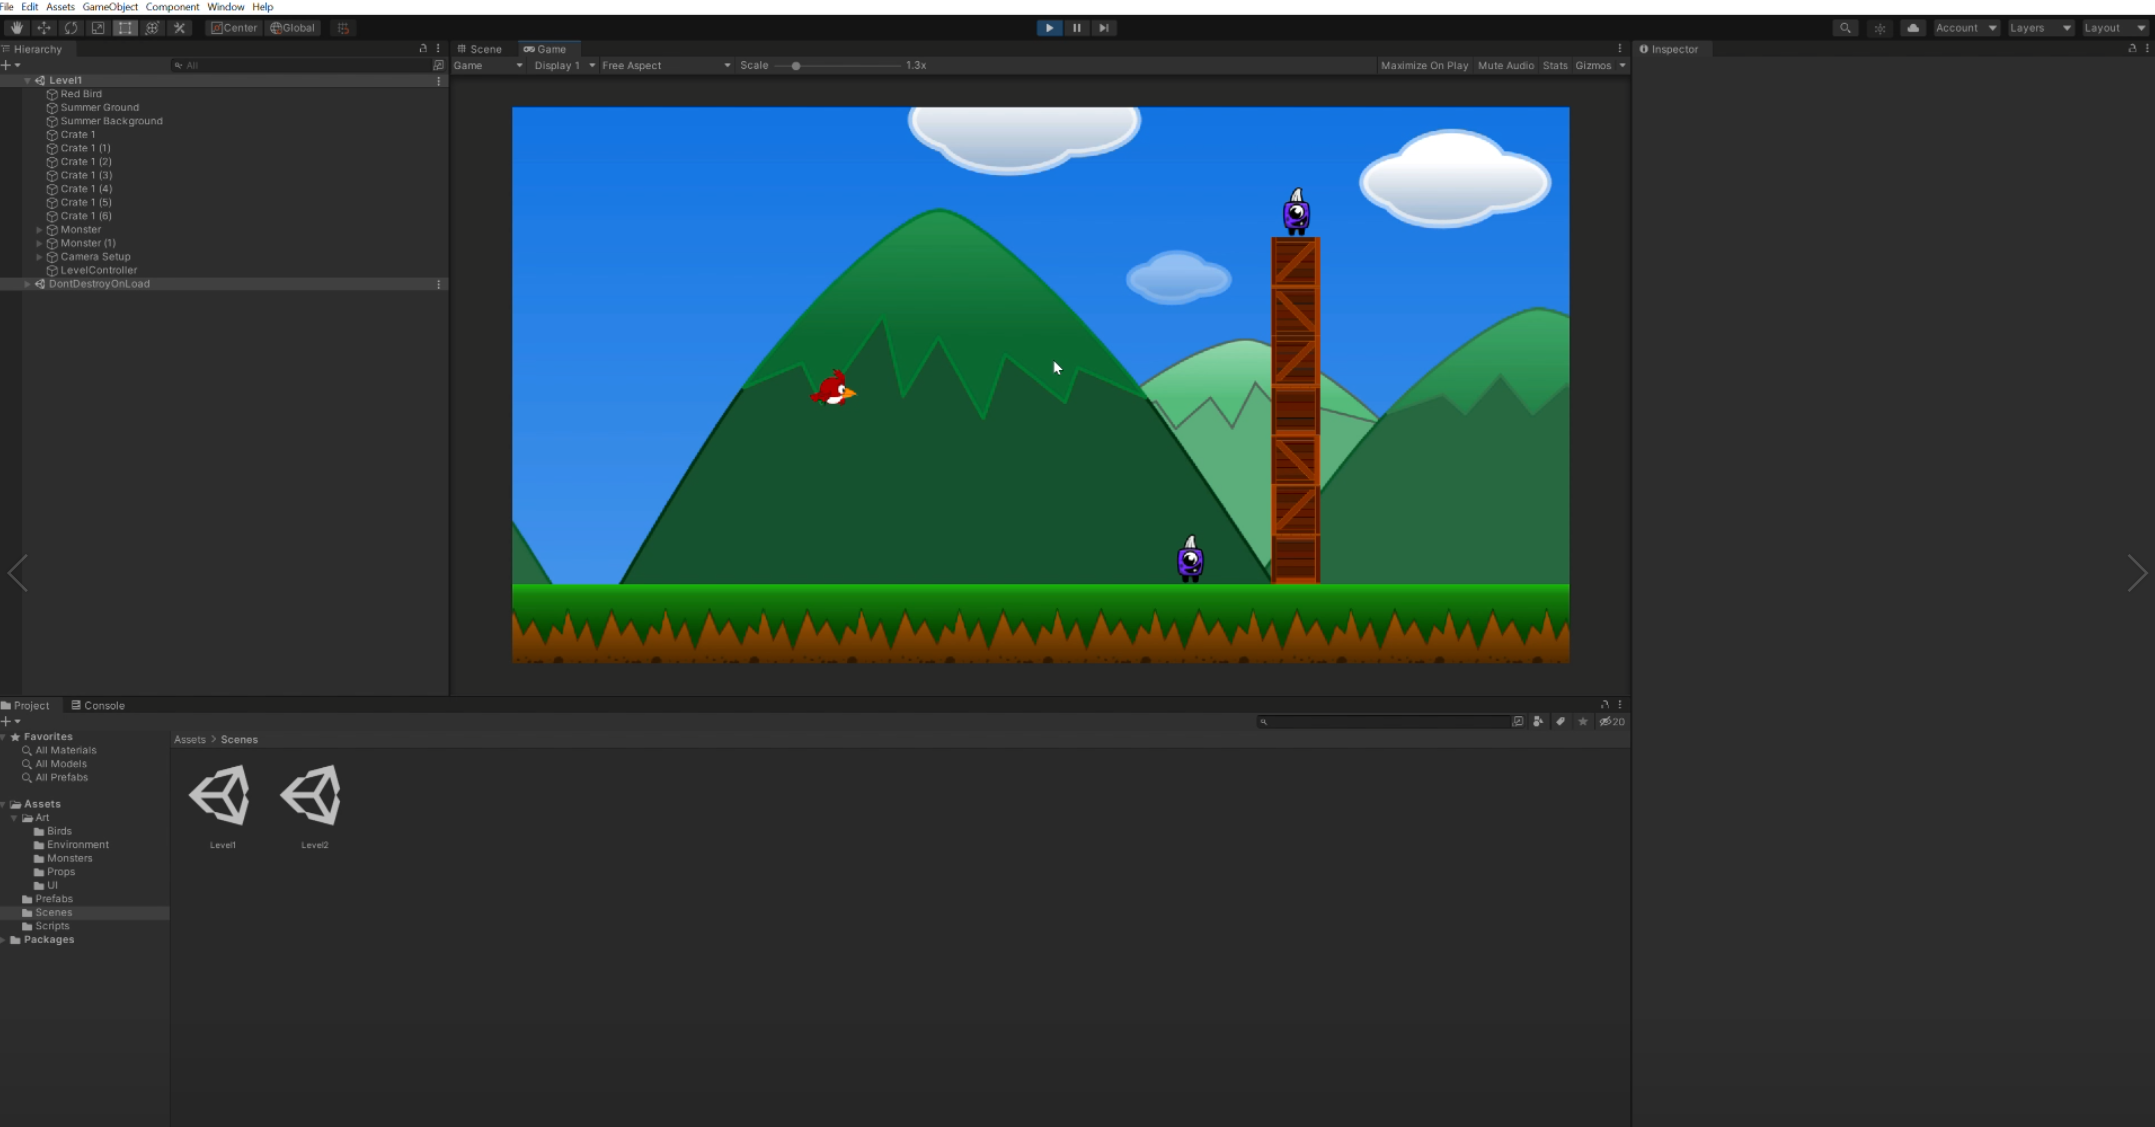 File Edit Assets GameObject Component Window Help
Center Global
Account Layers Layout
Hierarchy
All
Level1
Red Bird
Summer Ground
Summer Background
Crate 1
Crate 1 (1)
Crate 1 (2)
Crate 1 (3)
Crate 1 (4)
Crate 1 (5)
Crate 1 (6)
Monster
Monster (1)
Camera Setup
LevelController
DontDestroyOnLoad
Scene Game
Game Display 1 Free Aspect Scale 1.3x Maximize On Play Mute Audio Stats Gizmos
Inspector
Project Console
20
Favorites
All Materials
All Models
All Prefabs
Assets
Art
Birds
Environment
Monsters
Props
UI
Prefabs
Scenes
Scripts
Packages
Assets > Scenes
Level1 Level2